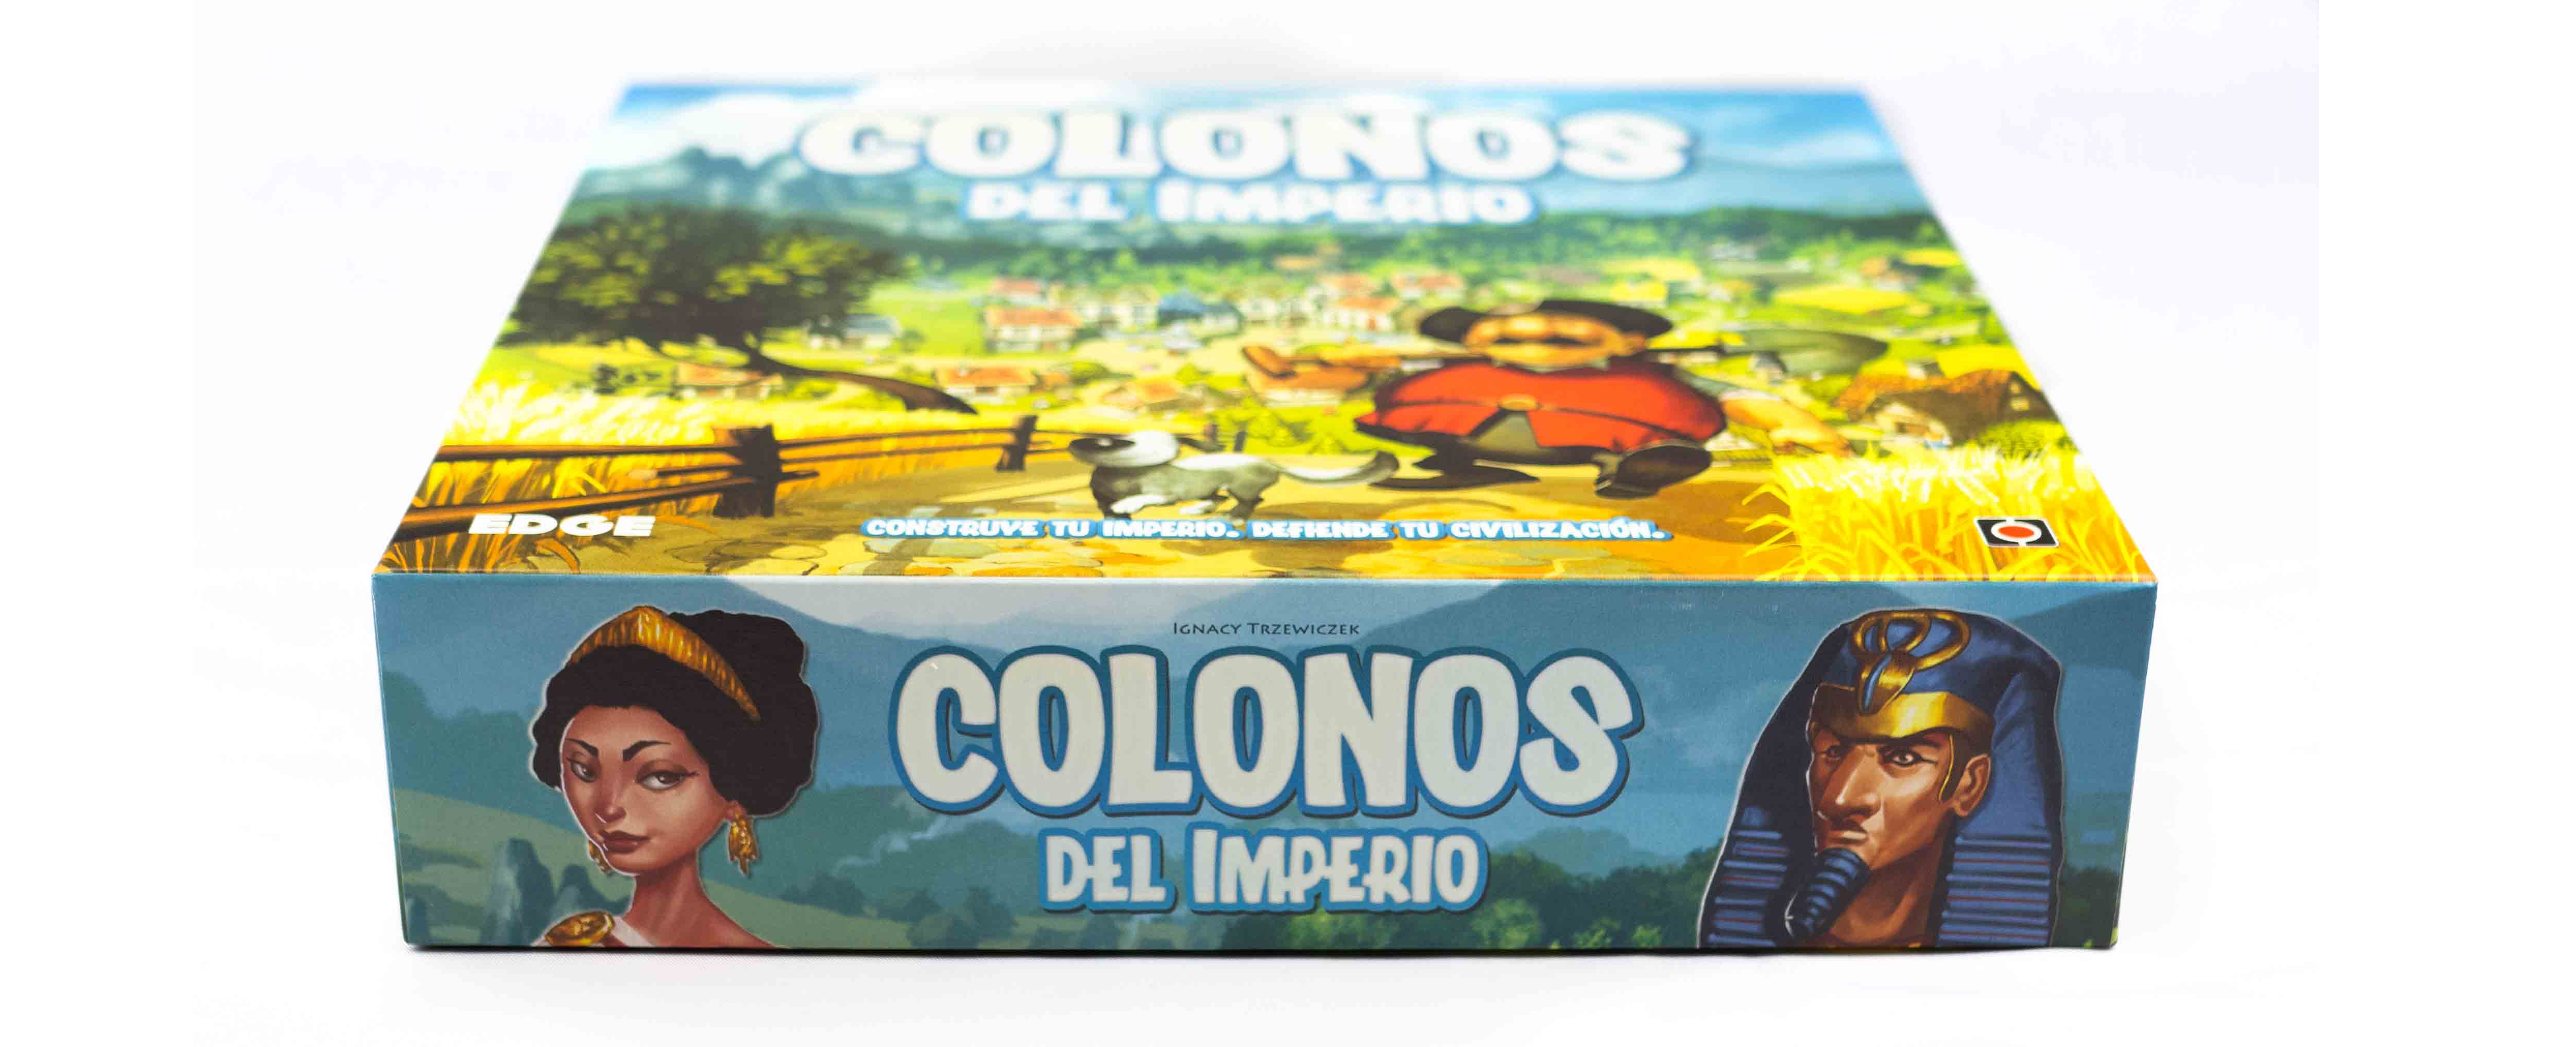 COLONOS
DEL IMPERIO
EDGE
CONSTRUYE TU IMPERIO. DEFIENDE TU CIVILIZACIÓN.
IGNACY TRZEWICZEK
COLONOS
DEL IMPERIO